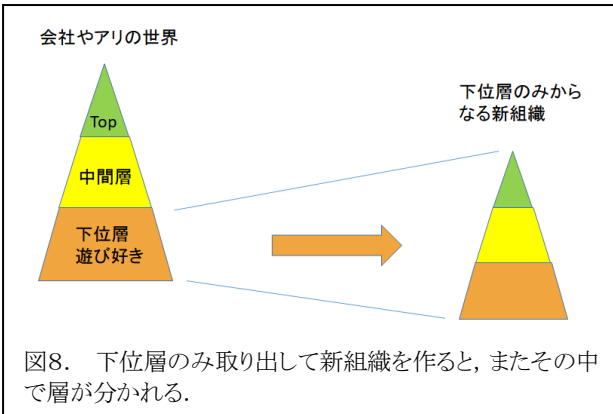 会社やアリの世界
Top
中間層
下位層
遊び好き
下位層のみから
なる新組織
図8.　下位層のみ取り出して新組織を作ると, またその中
で層が分かれる.